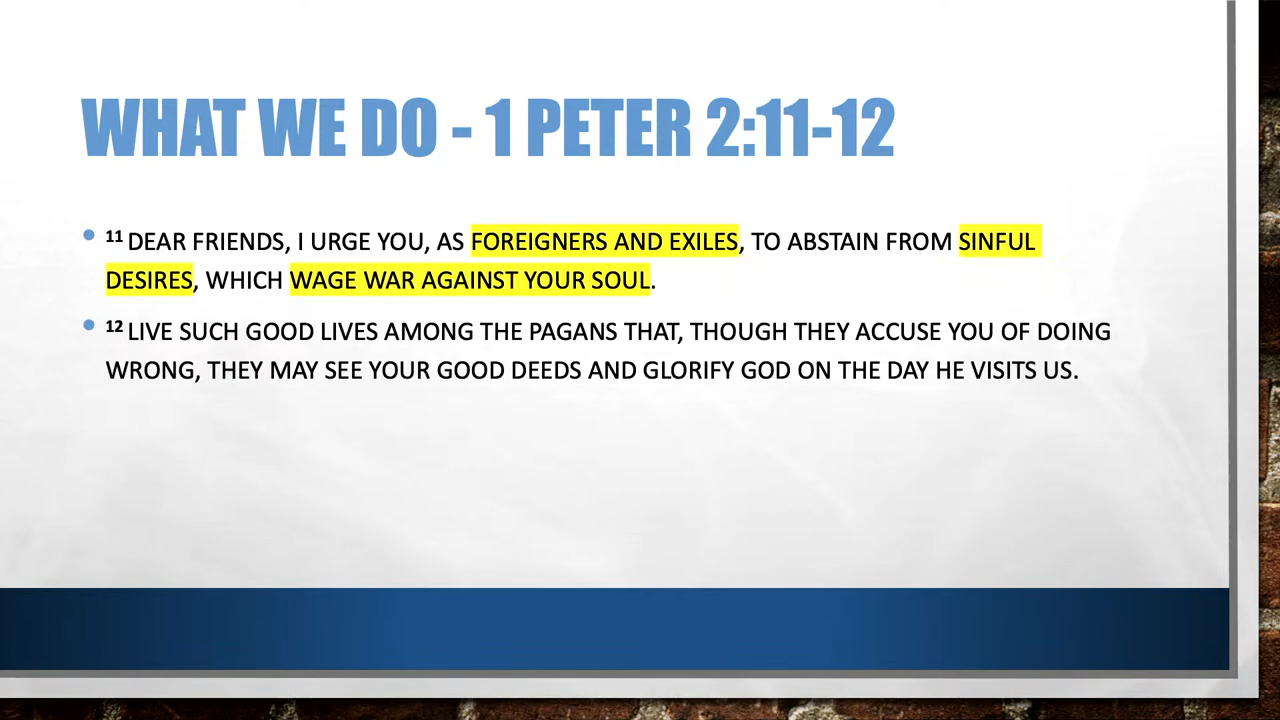 WHAT WE DO - 1 PETER 2:11-12
• 11 DEAR FRIENDS, I URGE YOU, AS FOREIGNERS AND EXILES, TO ABSTAIN FROM SINFUL
DESIRES, WHICH WAGE WAR AGAINST YOUR SOUL.
• 12 LIVE SUCH GOOD LIVES AMONG THE PAGANS THAT, THOUGH THEY ACCUSE YOU OF DOING
WRONG, THEY MAY SEE YOUR GOOD DEEDS AND GLORIFY GOD ON THE DAY HE VISITS US.